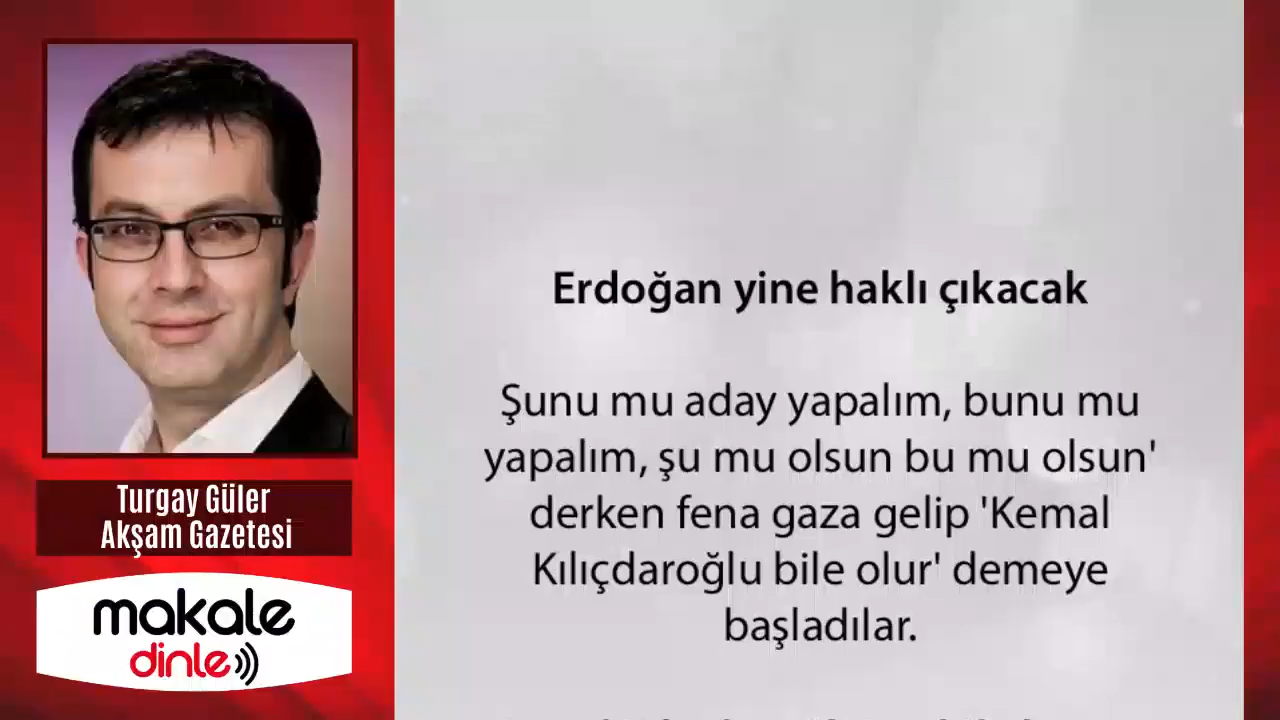 Turgay Güler
Akşam Gazetesi
makale
dinle
Erdoğan yine haklı çıkacak
Şunu mu aday yapalım, bunu mu
yapalım, şu mu olsun bu mu olsun'
derken fena gaza gelip 'Kemal
Kılıçdaroğlu bile olur' demeye
başladılar.